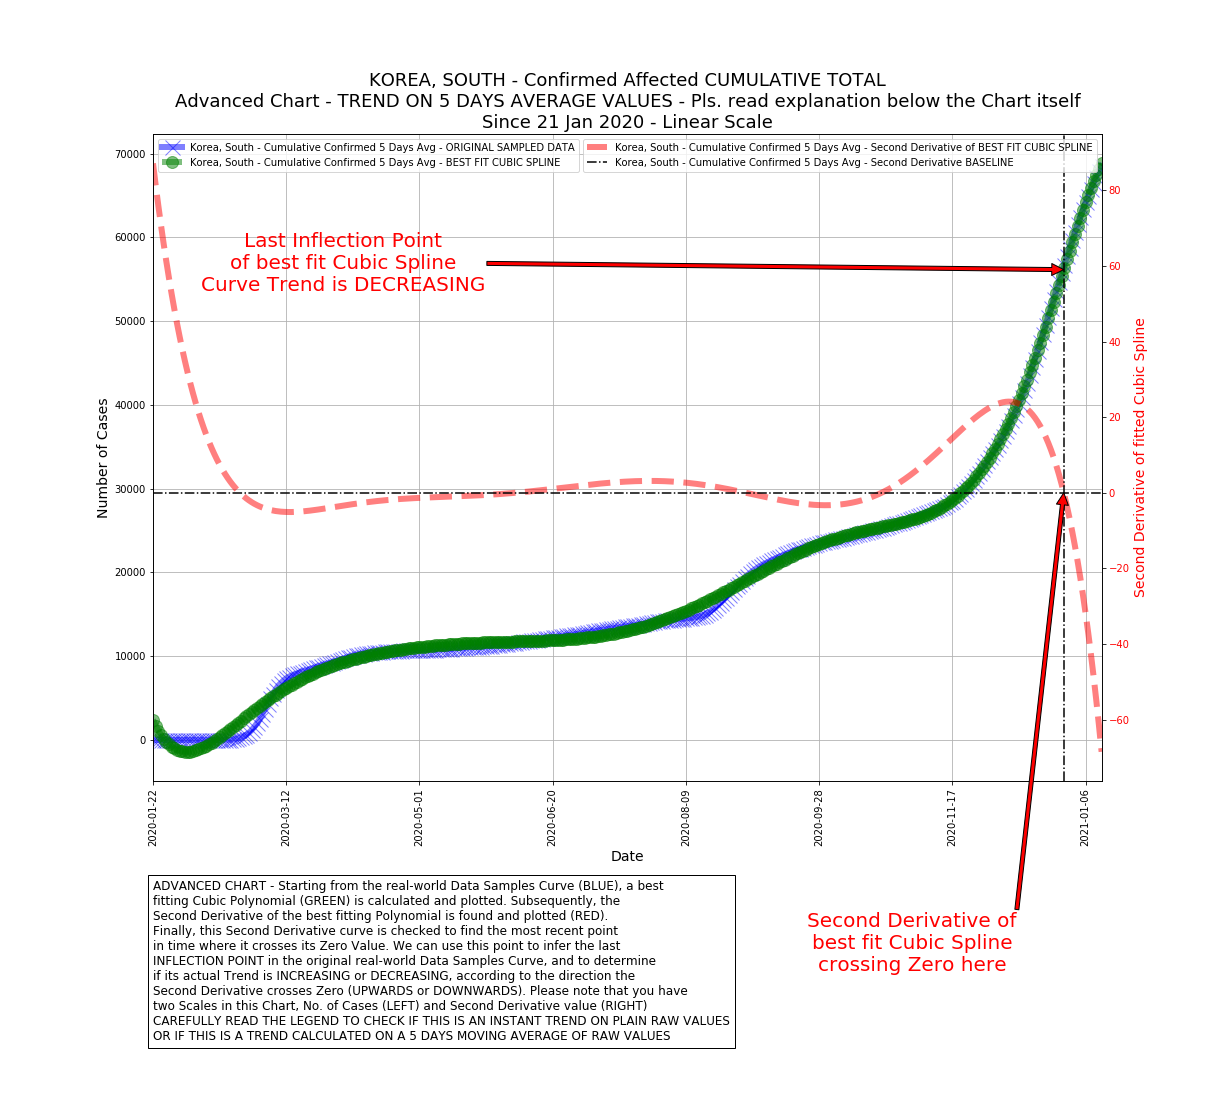 KOREA, SOUTH - Confirmed Affected CUMULATIVE TOTAL
Advanced Chart - TREND ON 5 DAYS AVERAGE VALUES - Pls. read explanation below the Chart itself
Since 21 Jan 2020 - Linear Scale
Korea, South - Cumulative Confirmed 5 Days Avg - ORIGINAL SAMPLED DATA
Korea, South - Cumulative Confirmed 5 Days Avg - BEST FIT CUBIC SPLINE
Korea, South - Cumulative Confirmed 5 Days Avg - Second Derivative of BEST FIT CUBIC SPLINE
Korea, South - Cumulative Confirmed 5 Days Avg - Second Derivative BASELINE
Last Inflection Point
of best fit Cubic Spline
Curve Trend is DECREASING
Number of Cases
70000
60000
50000
40000
30000
20000
10000
0
80
60
40
20
0
−20
−40
−60
Second Derivative of fitted Cubic Spline
2020-01-22
2020-03-12
2020-05-01
2020-06-20
2020-08-09
2020-09-28
2020-11-17
2021-01-06
Date
ADVANCED CHART - Starting from the real-world Data Samples Curve (BLUE), a best
fitting Cubic Polynomial (GREEN) is calculated and plotted. Subsequently, the
Second Derivative of the best fitting Polynomial is found and plotted (RED).
Finally, this Second Derivative curve is checked to find the most recent point
in time where it crosses its Zero Value. We can use this point to infer the last
INFLECTION POINT in the original real-world Data Samples Curve, and to determine
if its actual Trend is INCREASING or DECREASING, according to the direction the
Second Derivative crosses Zero (UPWARDS or DOWNWARDS). Please note that you have
two Scales in this Chart, No. of Cases (LEFT) and Second Derivative value (RIGHT)
CAREFULLY READ THE LEGEND TO CHECK IF THIS IS AN INSTANT TREND ON PLAIN RAW VALUES
OR IF THIS IS A TREND CALCULATED ON A 5 DAYS MOVING AVERAGE OF RAW VALUES
Second Derivative of
best fit Cubic Spline
crossing Zero here